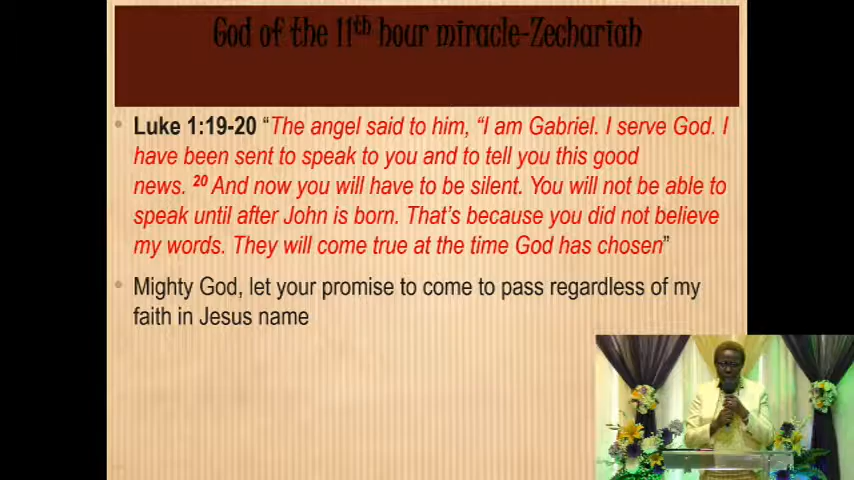 God of the 11th hour miracle-Zechariah
• Luke 1:19-20 “The angel said to him, “I am Gabriel. I serve God. I
have been sent to speak to you and to tell you this good
news. 20 And now you will have to be silent. You will not be able to
speak until after John is born. That’s because you did not believe
my words. They will come true at the time God has chosen”
• Mighty God, let your promise to come to pass regardless of my
faith in Jesus name